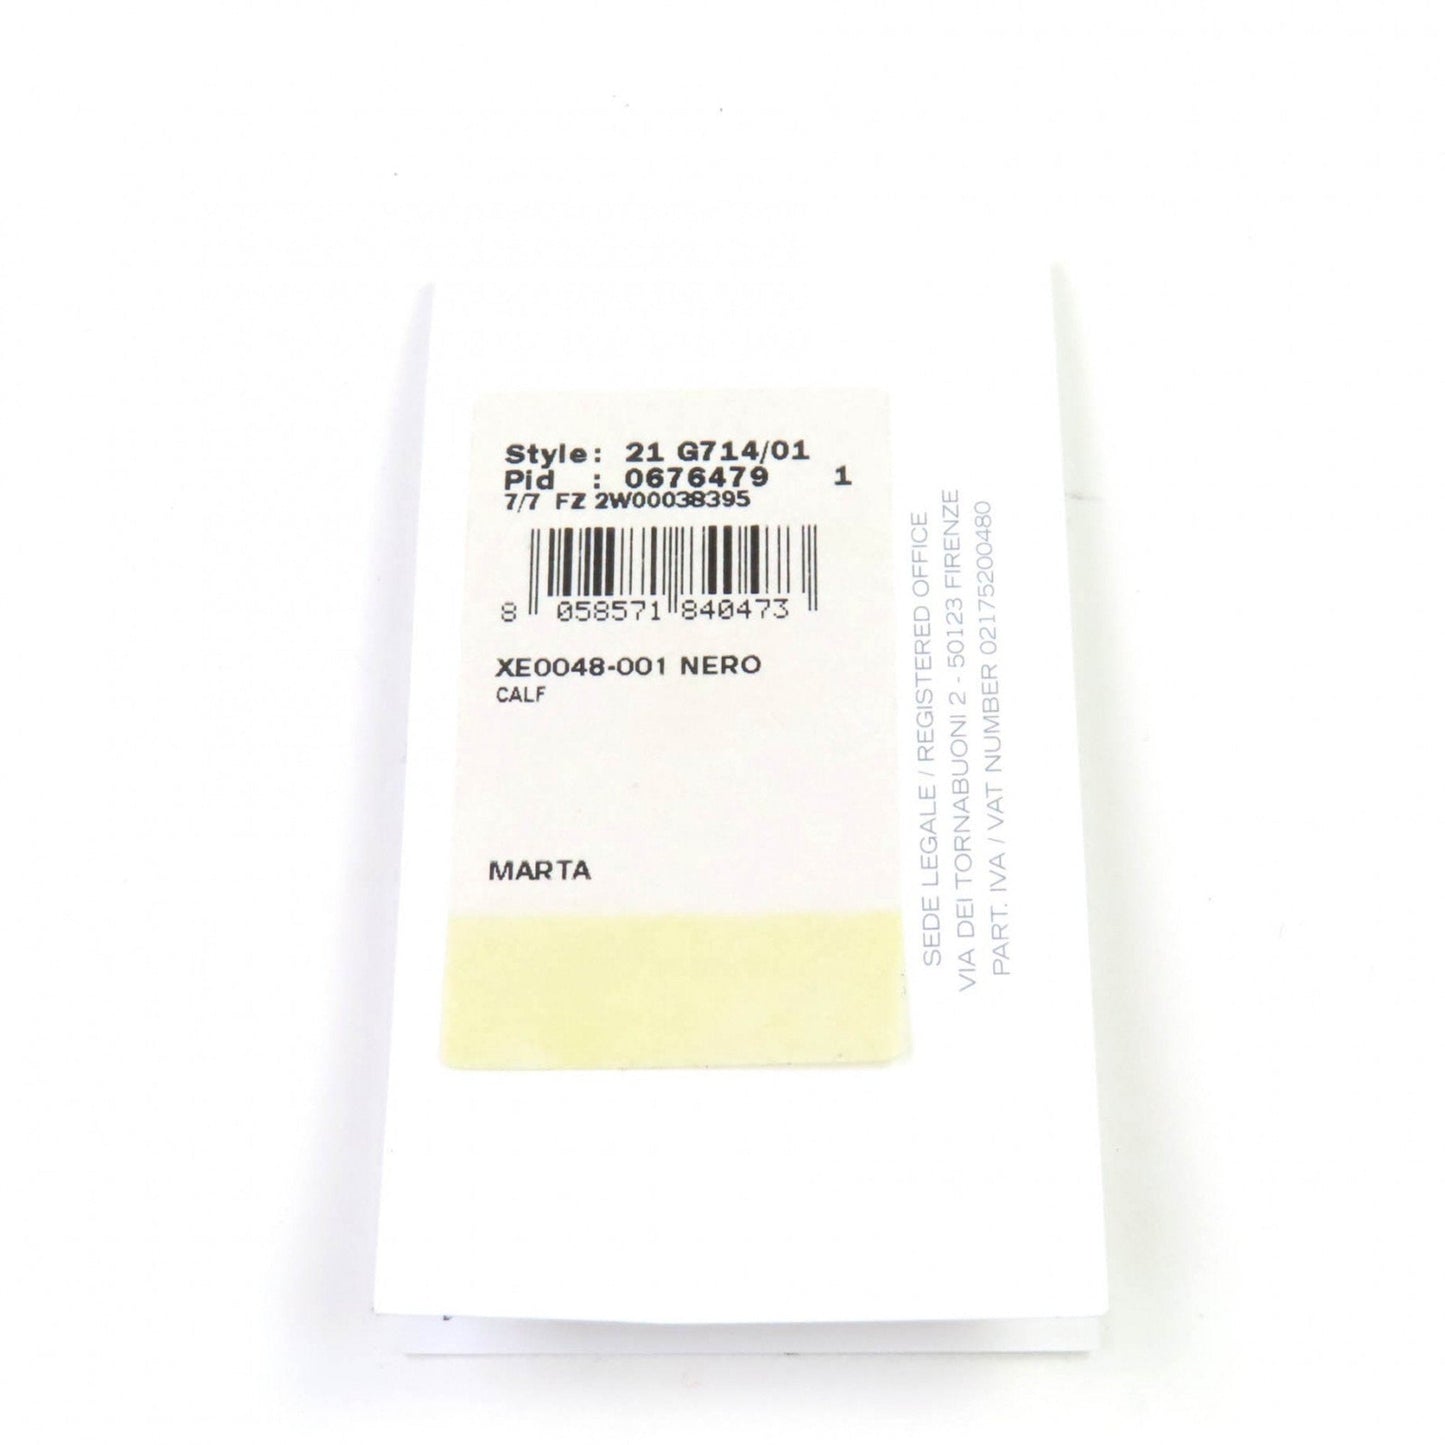 Style: 21 G714/01
Pid : 0676479 1
7/7 FZ 2W00038395
8 058571 840473
XE0048-001 NERO
CALF
MARTA
SEDE LEGALE / REGISTERED OFFICE
VIA DEI TORNABUONI 2 - 50123 FIRENZE
PART. IVA / VAT NUMBER 02175200480